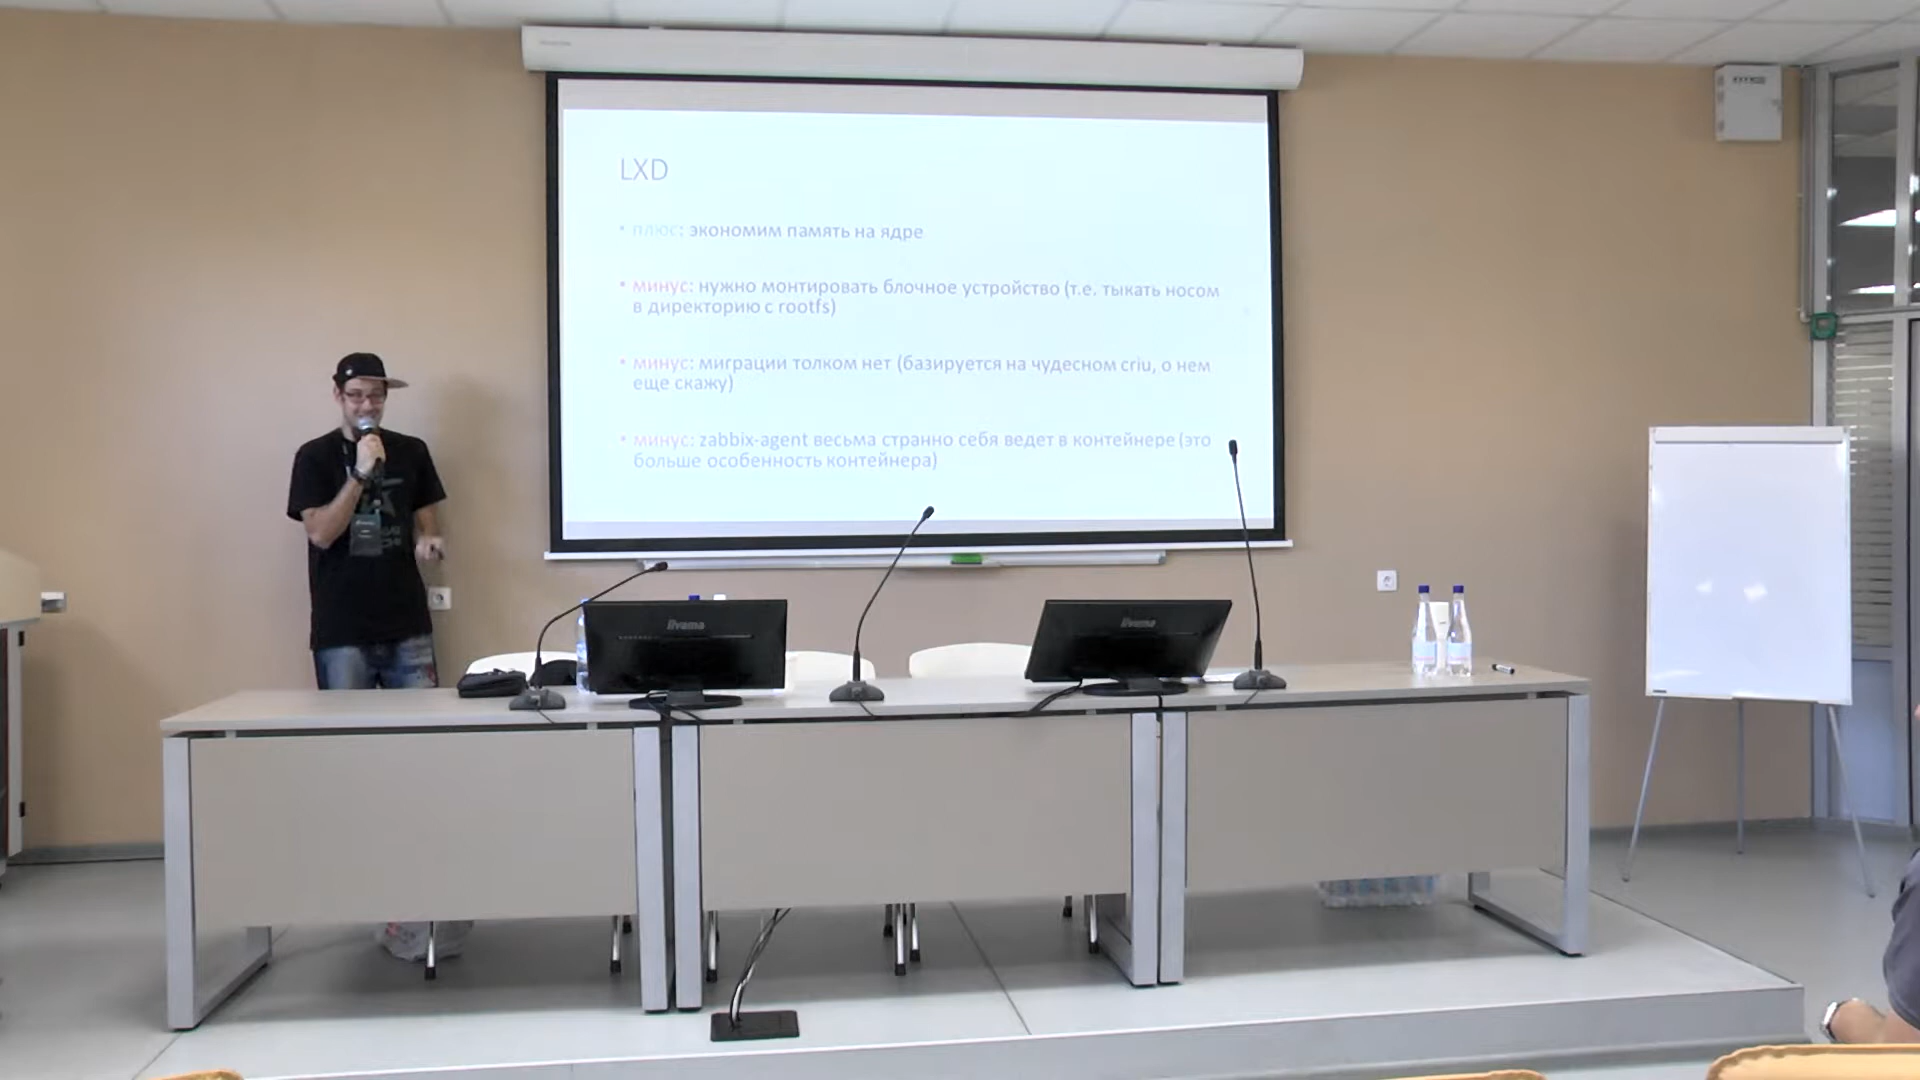 LXD
• плюс: экономим память на ядре
• минус: нужно монтировать блочное устройство (т.е. тыкать носом
в директорию с rootfs)
• минус: миграции толком нет (базируется на чудесном criu, о нем
еще скажу)
• минус: zabbix-agent весьма странно себя ведет в контейнере (это
больше особенность контейнера)
iiyama
iiyama